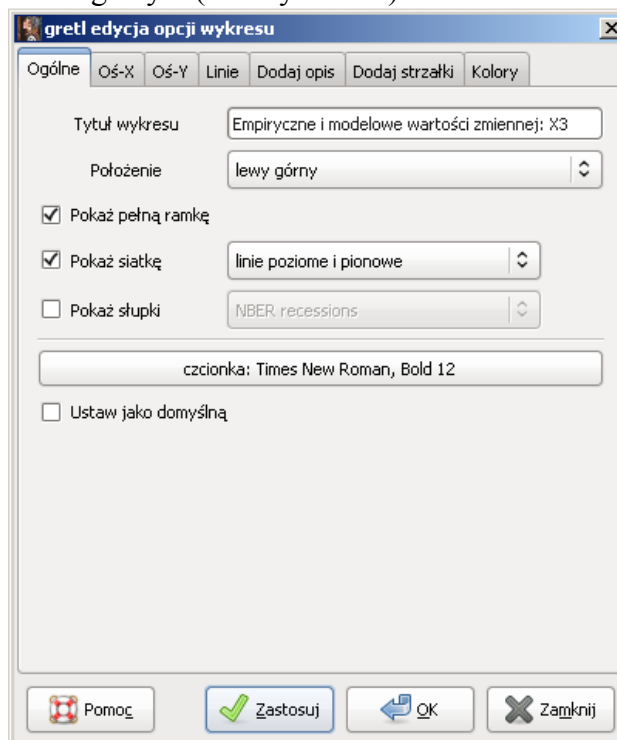 gretl edycja opcji wykresu
Ogólne Oś-X Oś-Y Linie Dodaj opis Dodaj strzałki Kolory
Tytuł wykresu Empiryczne i modelowe wartości zmiennej: X3
Położenie lewy górny
Pokaż pełną ramkę
Pokaż siatkę linie poziome i pionowe
Pokaż słupki NBER recessions
czcionka: Times New Roman, Bold 12
Ustaw jako domyślną
Pomoc Zastosuj OK Zamknij